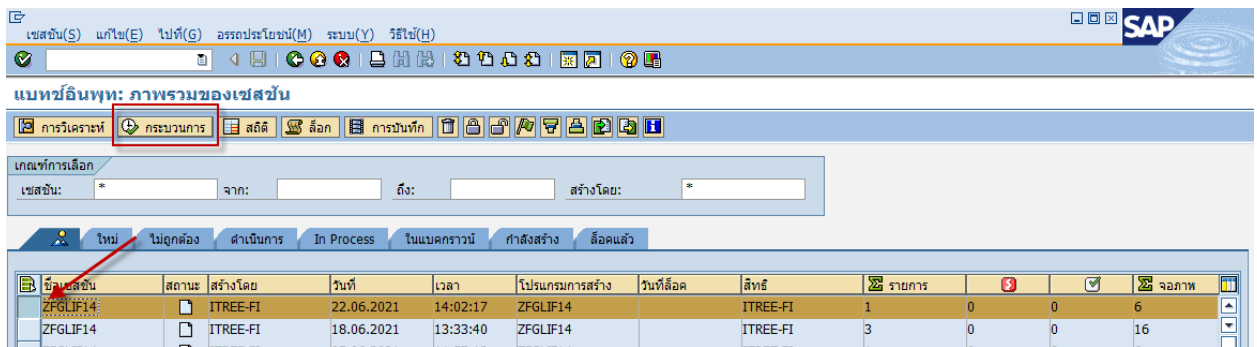 เซสชัน(S) แก้ไข(E) ไปที่(G) อรรถประโยชน์(M) ระบบ(Y) วิธีใช้(H)
SAP
แบทช์อินพุท: ภาพรวมของเซสชัน
การวิเคราะห์ กระบวนการ สถิติ ล็อก การบันทึก
เกณฑ์การเลือก
เซสชัน: * จาก: ถึง: สร้างโดย: *
ใหม่ ไม่ถูกต้อง ดำเนินการ In Process ในแบคกราวน์ กำลังสร้าง ล็อคแล้ว
ชื่อเซสชัน สถานะ สร้างโดย วันที่ เวลา โปรแกรมการสร้าง วันที่ล็อค สิทธิ รายการ จอภาพ
ZFGLIF14 ITREE-FI 22.06.2021 14:02:17 ZFGLIF14 ITREE-FI 1 0 0 6
ZFGLIF14 ITREE-FI 18.06.2021 13:33:40 ZFGLIF14 ITREE-FI 3 0 0 16